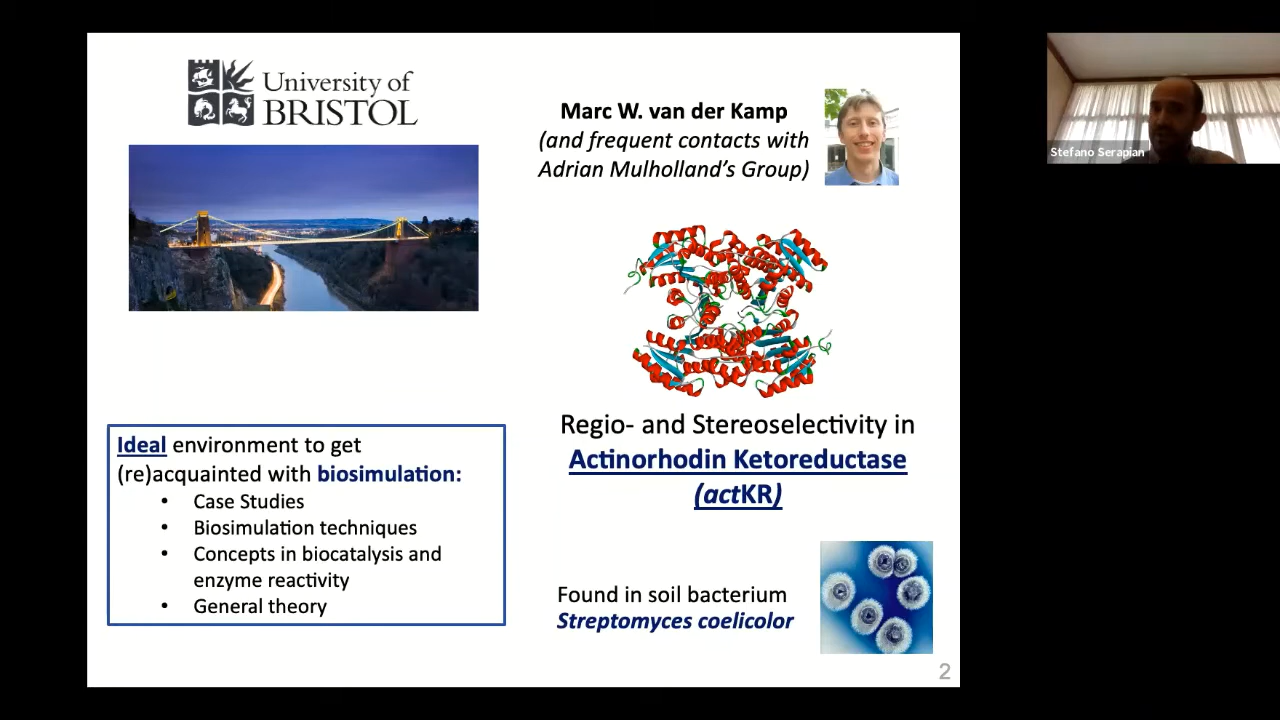 University of
BRISTOL
Marc W. van der Kamp
(and frequent contacts with
Adrian Mulholland's Group)
Stefano Serapian
Regio- and Stereoselectivity in
Actinorhodin Ketoreductase
(actKR)
Ideal environment to get
(re)acquainted with biosimulation:
• Case Studies
• Biosimulation techniques
• Concepts in biocatalysis and
enzyme reactivity
• General theory
Found in soil bacterium
Streptomyces coelicolor
2